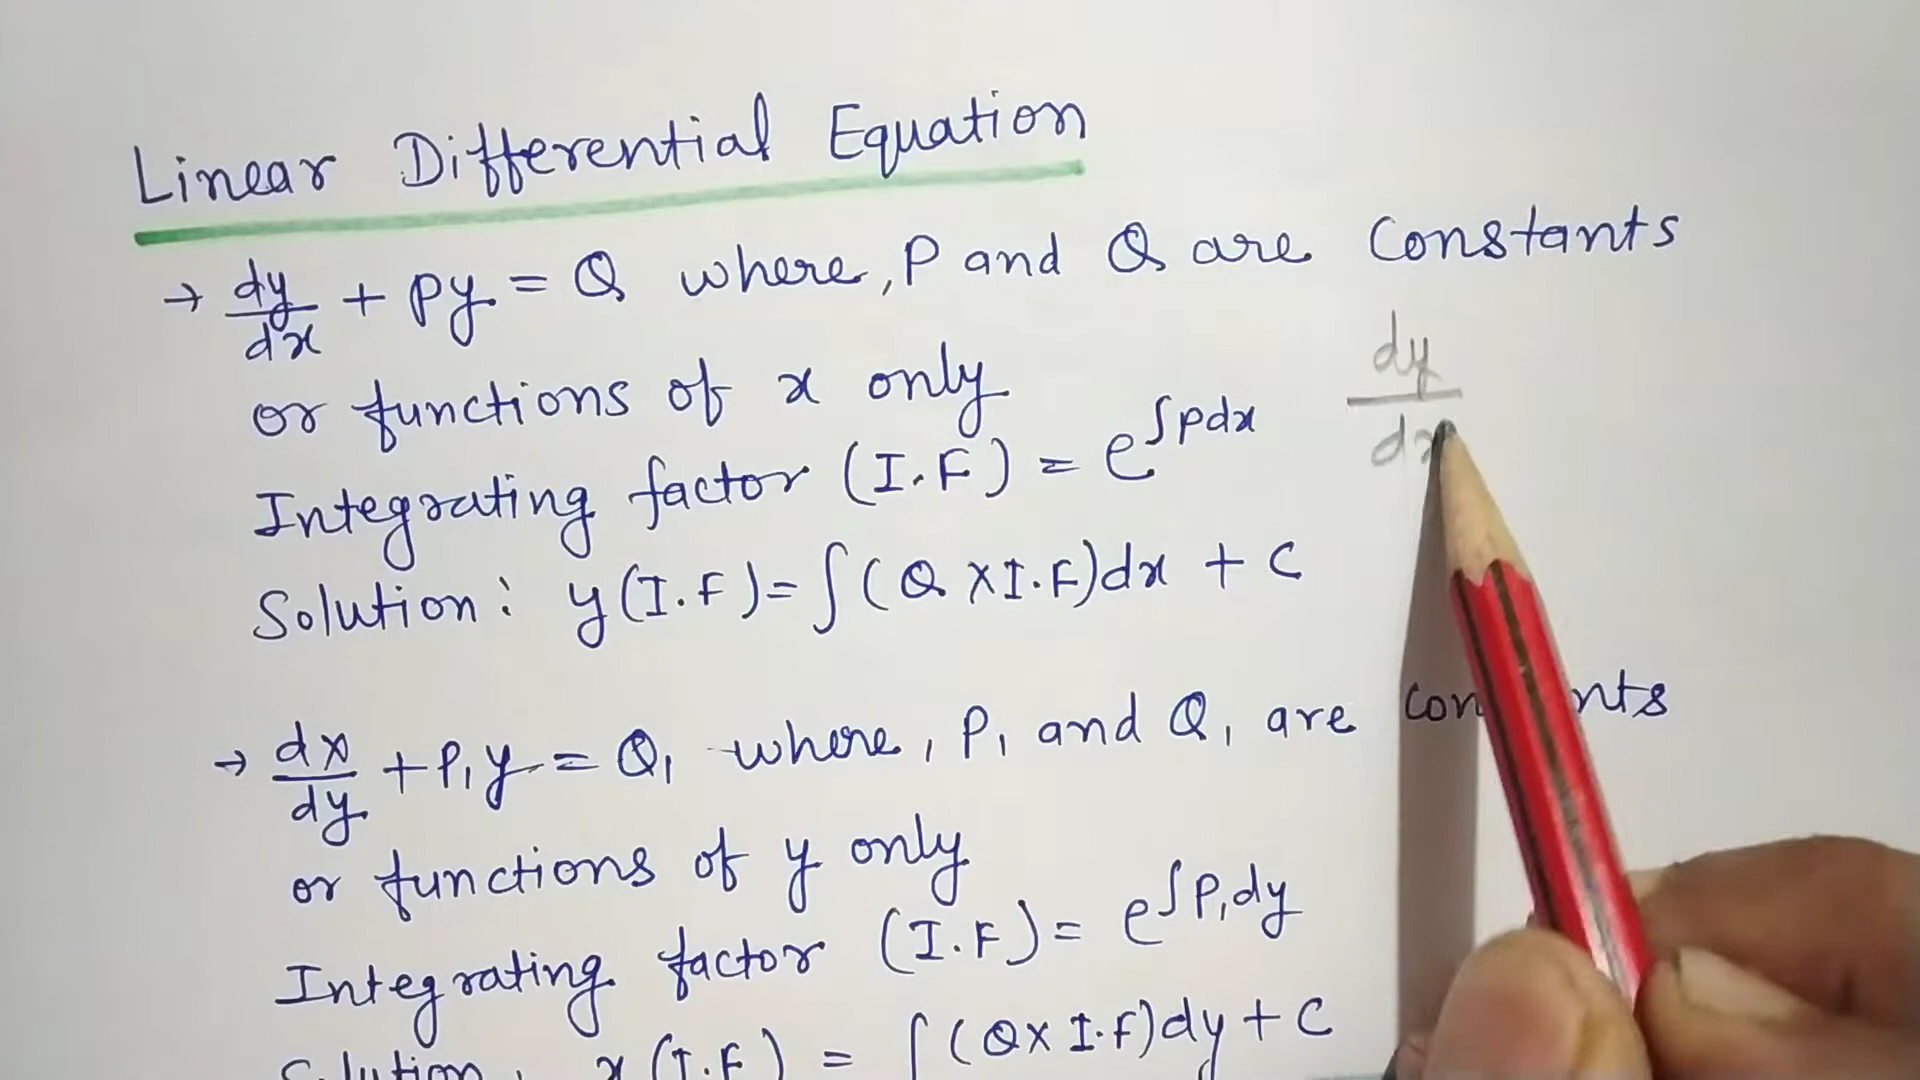 Linear Differential Equation
→ dy/dx + Py = Q where, P and Q are Constants
or functions of x only
Integrating factor (I.F) = e^∫Pdx
dy/dx
Solution: y(I.F) = ∫(Q X I.F)dx + C
→ dx/dy + P₁y = Q₁ where, P₁ and Q₁ are
or functions of y only
Integrating factor (I.F) = e^∫P₁dy
Solution: x(I.F) = ∫(QX I.F)dy + C